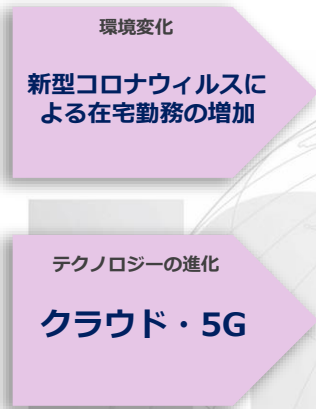 環境変化
新型コロナウィルスに
よる在宅勤務の増加
テクノロジーの進化
クラウド・5G